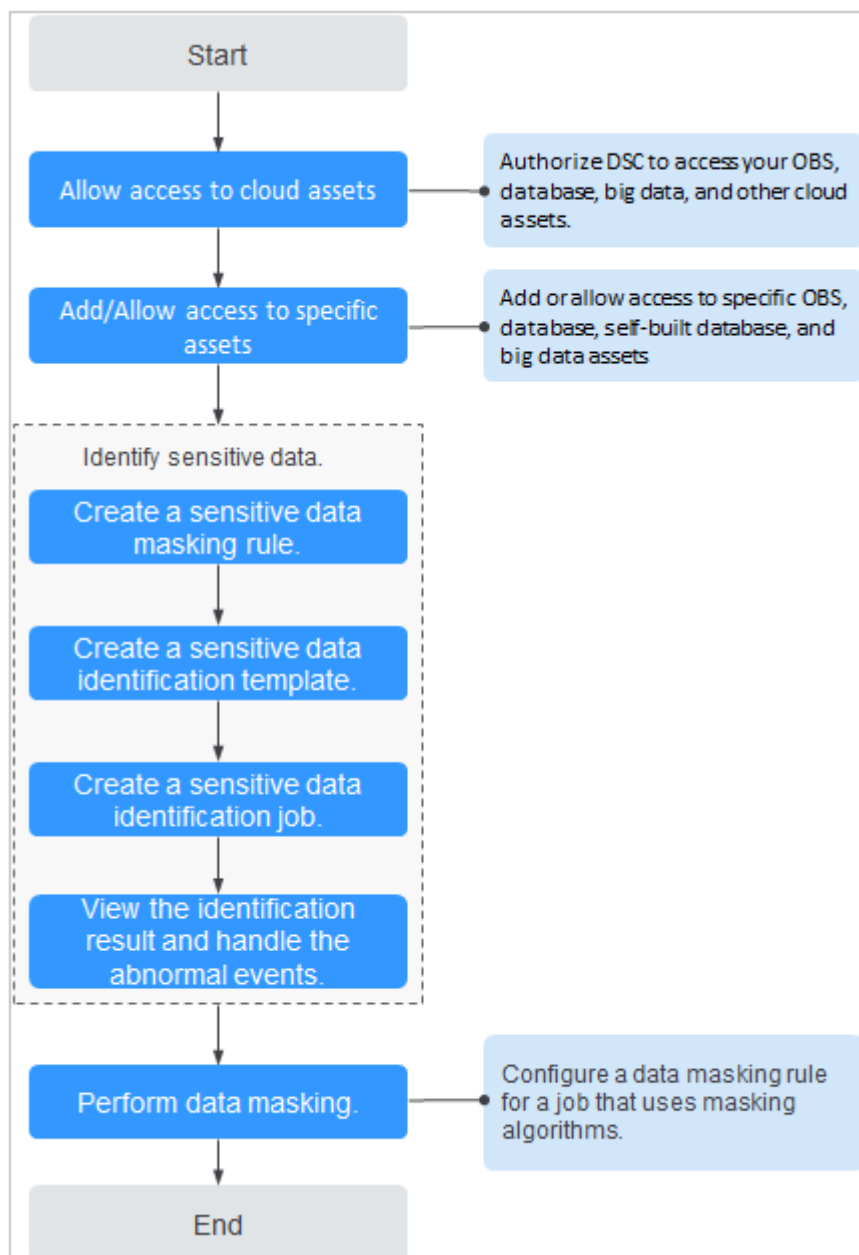 Start
Allow access to cloud assets
Authorize DSC to access your OBS,
database, big data, and other cloud
assets.
Add/Allow access to specific
assets
Add or allow access to specific OBS,
database, self-built database, and
big data assets
Identify sensitive data.
Create a sensitive data
masking rule.
Create a sensitive data
identification template.
Create a sensitive data
identification job.
View the identification
result and handle the
abnormal events.
Perform data masking.
Configure a data masking rule
for a job that uses masking
algorithms.
End